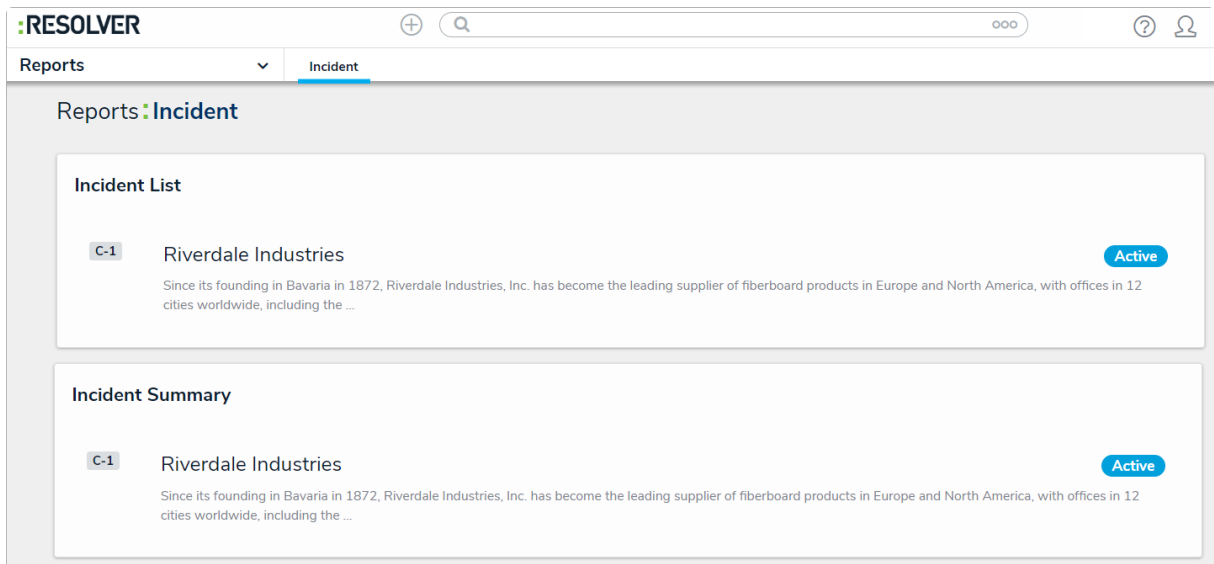 :RESOLVER
Reports
Incident
Reports:Incident
Incident List
C-1
Riverdale Industries
Active
Since its founding in Bavaria in 1872, Riverdale Industries, Inc. has become the leading supplier of fiberboard products in Europe and North America, with offices in 12
cities worldwide, including the ...
Incident Summary
C-1
Riverdale Industries
Active
Since its founding in Bavaria in 1872, Riverdale Industries, Inc. has become the leading supplier of fiberboard products in Europe and North America, with offices in 12
cities worldwide, including the ...